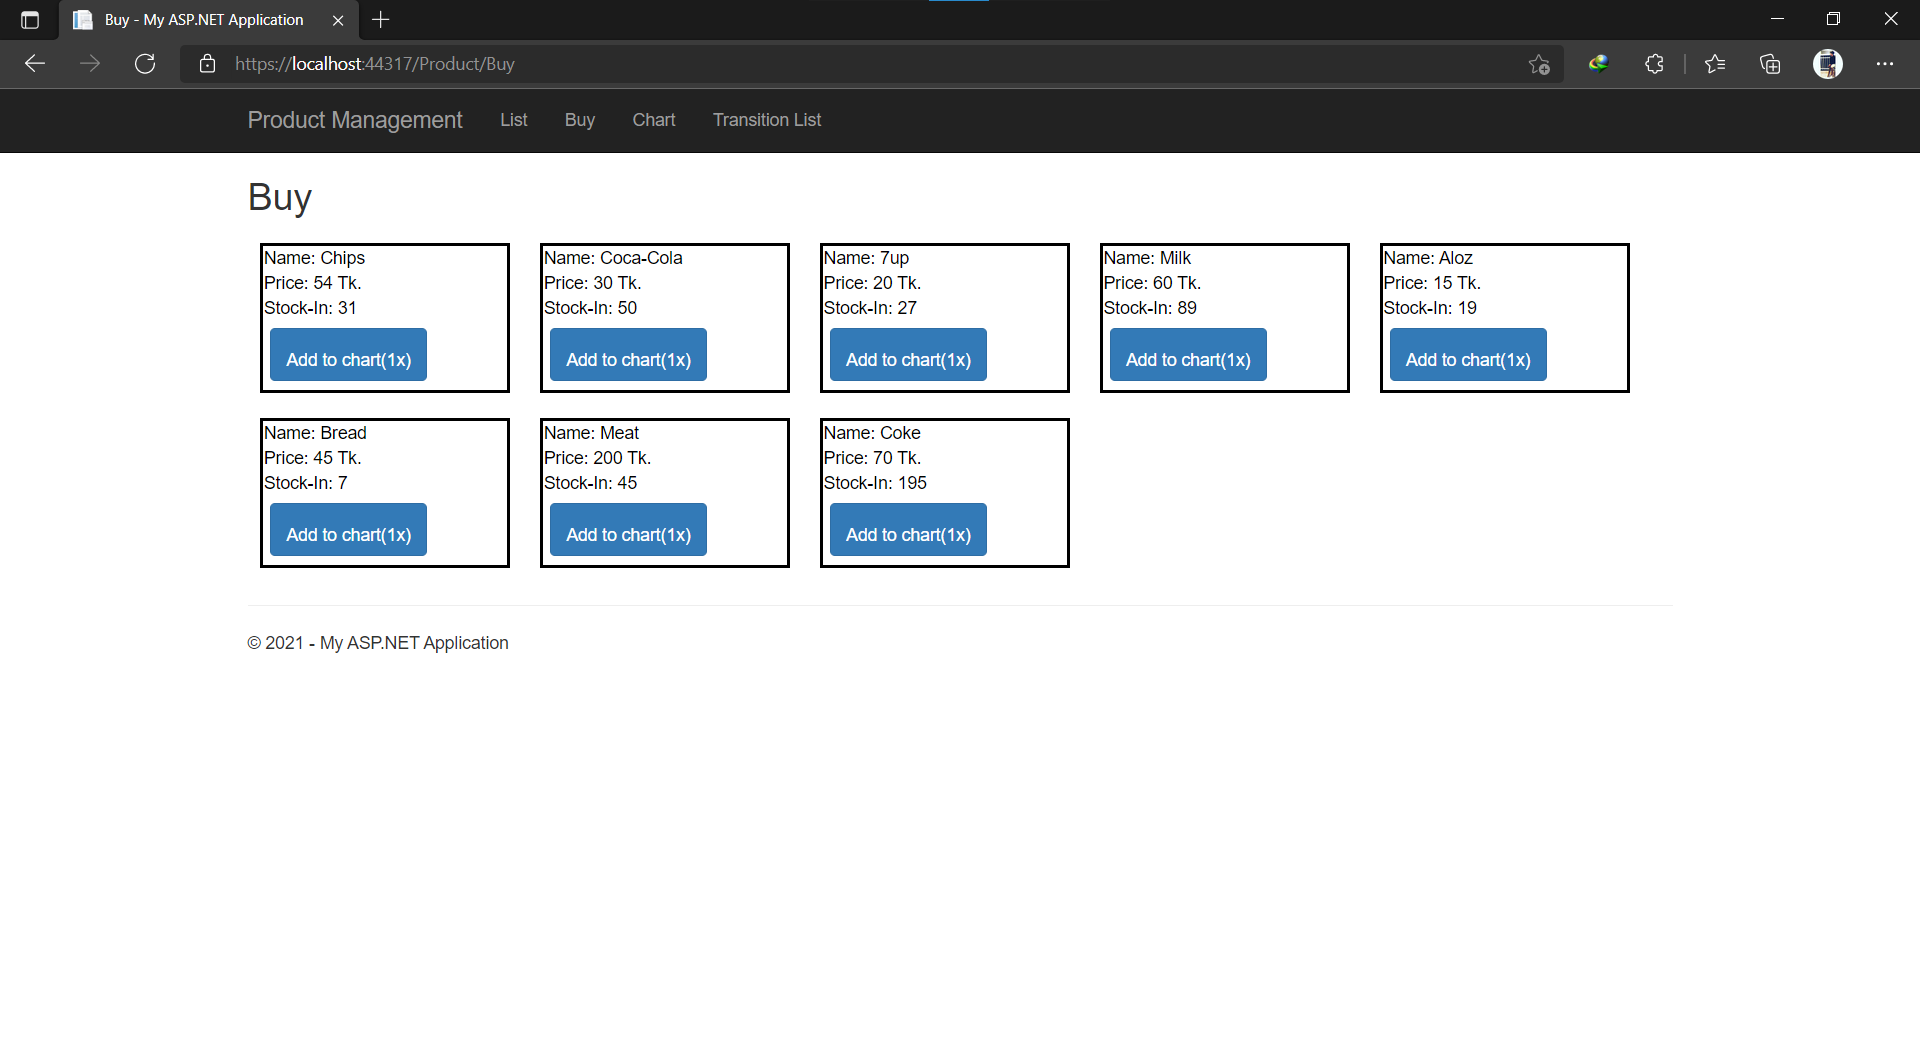 Buy - My ASP.NET Application
https://localhost:44317/Product/Buy
Product Management List Buy Chart Transition List
Buy
Name: Chips
Price: 54 Tk.
Stock-In: 31
Add to chart(1x)
Name: Coca-Cola
Price: 30 Tk.
Stock-In: 50
Add to chart(1x)
Name: 7up
Price: 20 Tk.
Stock-In: 27
Add to chart(1x)
Name: Milk
Price: 60 Tk.
Stock-In: 89
Add to chart(1x)
Name: Aloz
Price: 15 Tk.
Stock-In: 19
Add to chart(1x)
Name: Bread
Price: 45 Tk.
Stock-In: 7
Add to chart(1x)
Name: Meat
Price: 200 Tk.
Stock-In: 45
Add to chart(1x)
Name: Coke
Price: 70 Tk.
Stock-In: 195
Add to chart(1x)
© 2021 - My ASP.NET Application